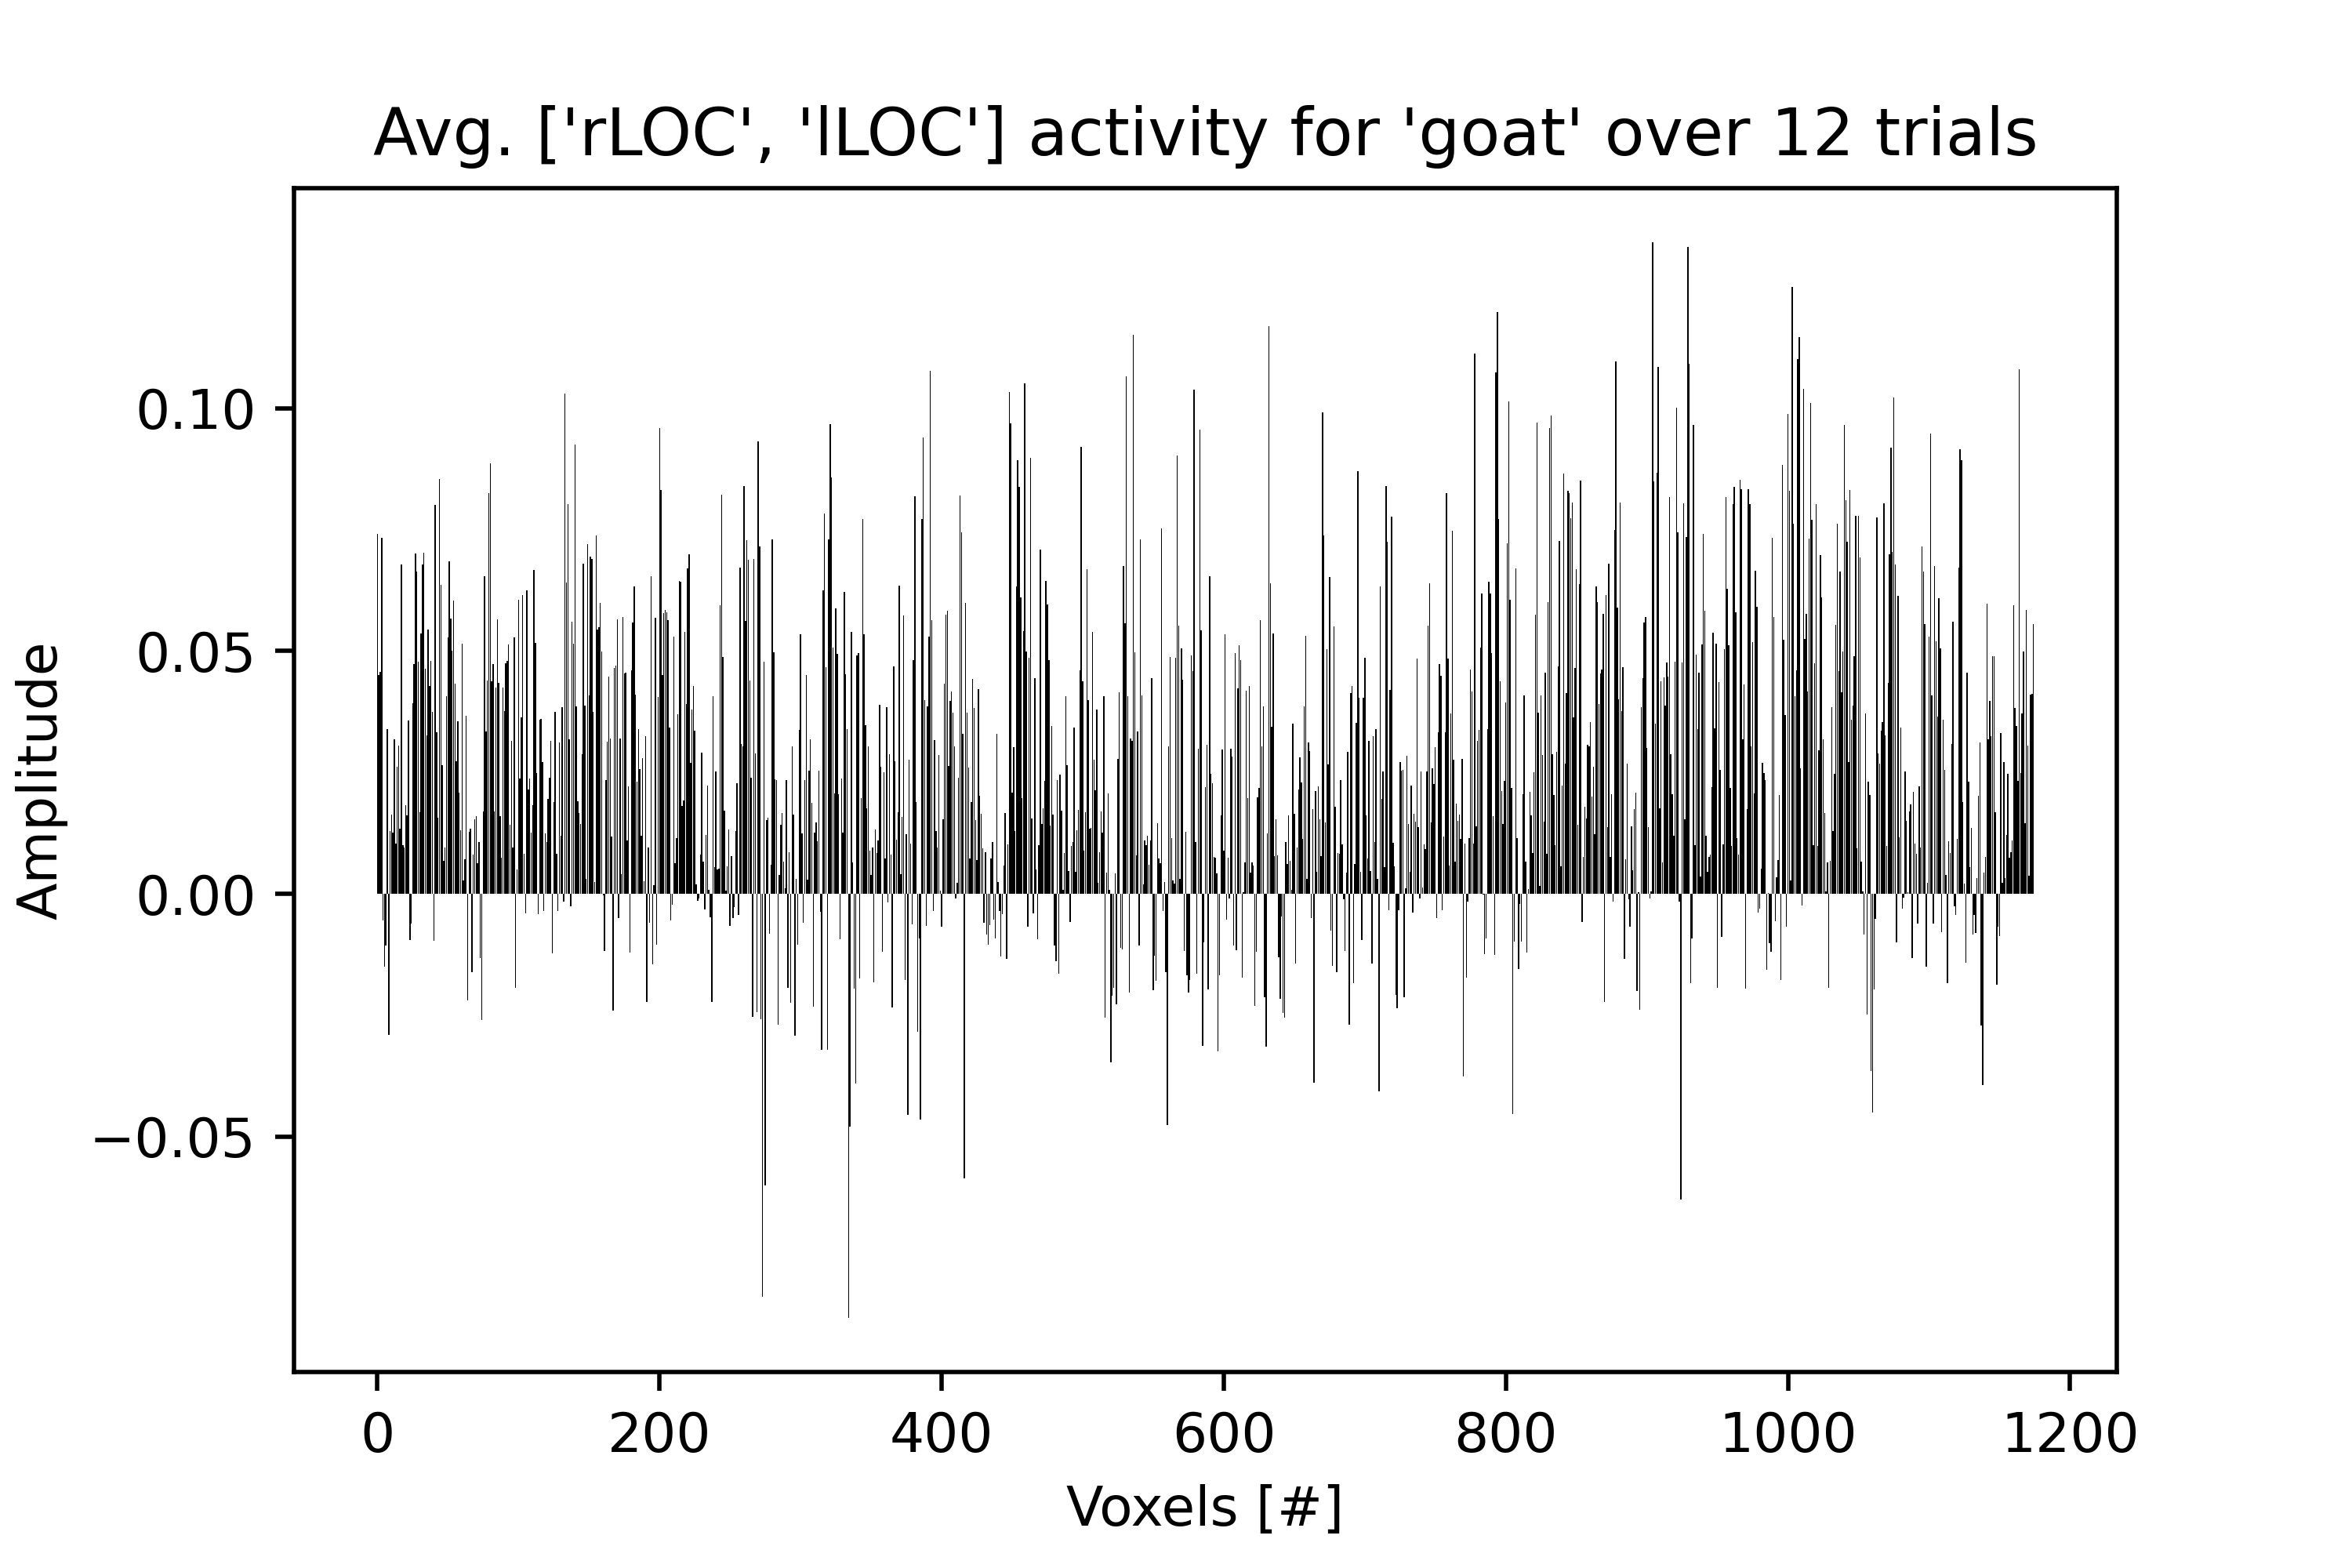 Avg. ['rLOC', 'lLOC'] activity for 'goat' over 12 trials
Amplitude
0.10
0.05
0.00
−0.05
0 200 400 600 800 1000 1200
Voxels [#]